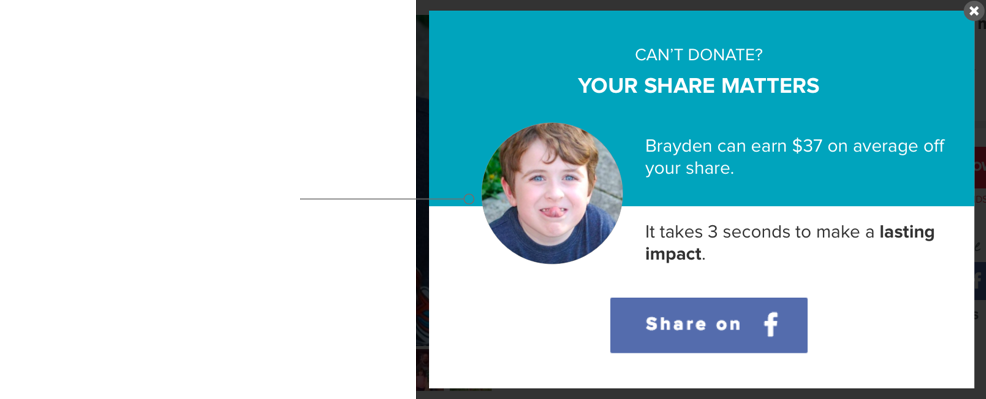 CAN'T DONATE?
YOUR SHARE MATTERS
Brayden can earn $37 on average off
your share.
It takes 3 seconds to make a lasting
impact.
Share on f